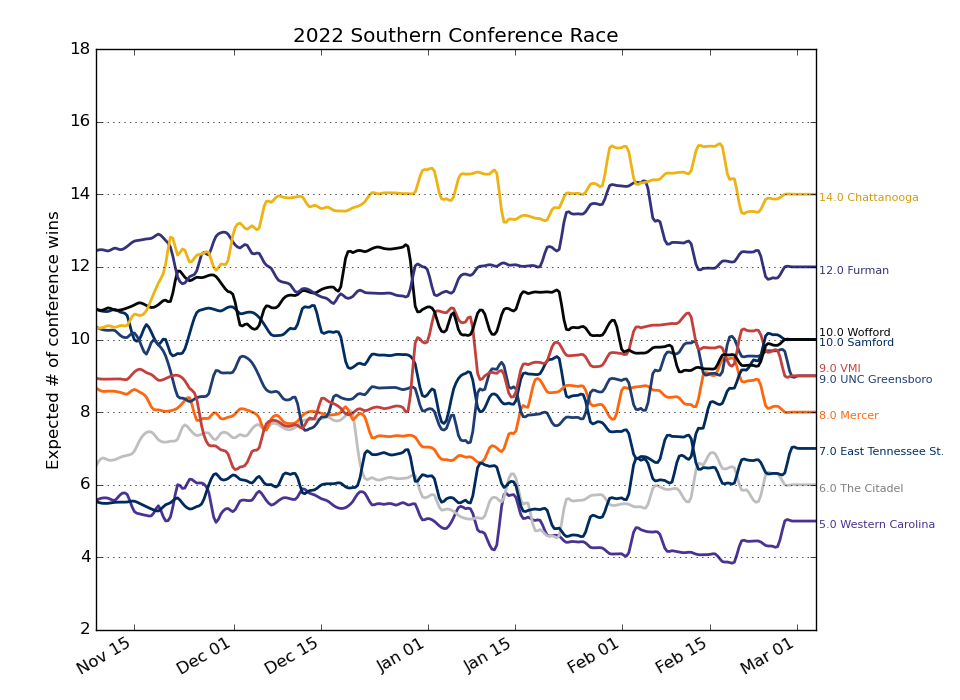 2022 Southern Conference Race
Expected # of conference wins
18
16
14
12
10
8
6
4
2
14.0 Chattanooga
12.0 Furman
10.0 Wofford
10.0 Samford
9.0 VMI
9.0 UNC Greensboro
8.0 Mercer
7.0 East Tennessee St.
6.0 The Citadel
5.0 Western Carolina
Nov 15
Dec 01
Dec 15
Jan 01
Jan 15
Feb 01
Feb 15
Mar 01